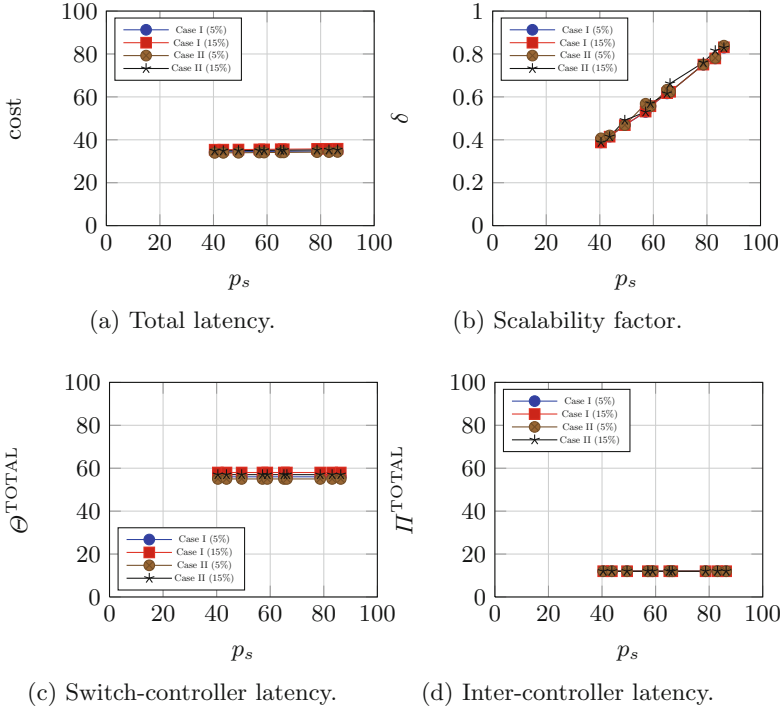 100
80
60
40
20
0
0 20 40 60 80 100
cost
p_s
Case I (5%)
Case I (15%)
Case II (5%)
Case II (15%)
(a) Total latency.
1
0.8
0.6
0.4
0.2
0
0 20 40 60 80 100
δ
p_s
Case I (5%)
Case I (15%)
Case II (5%)
Case II (15%)
(b) Scalability factor.
100
80
60
40
20
0
0 20 40 60 80 100
Θ^TOTAL
p_s
Case I (5%)
Case I (15%)
Case II (5%)
Case II (15%)
(c) Switch-controller latency.
100
80
60
40
20
0
0 20 40 60 80 100
Π^TOTAL
p_s
Case I (5%)
Case I (15%)
Case II (5%)
Case II (15%)
(d) Inter-controller latency.